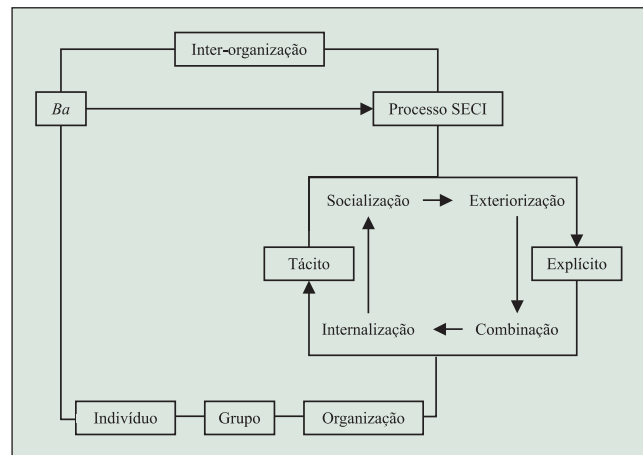 Inter-organização
Ba
Processo SECI
Socialização
Exteriorização
Tácito
Explícito
Internalização
Combinação
Indivíduo
Grupo
Organização